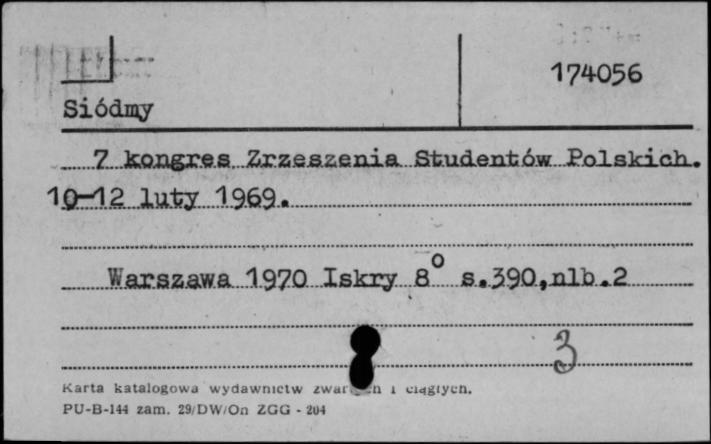 174056
Siódmy
7 kongres Zrzeszenia Studentów Polskich.
10-12 luty 1969.
Warszawa 1970 Iskry 8° s.390,nlb.2
3
Karta katalogowa wydawnictw i ciągłych.
PU-B-144 zam. 29/DW/On ZGG - 204